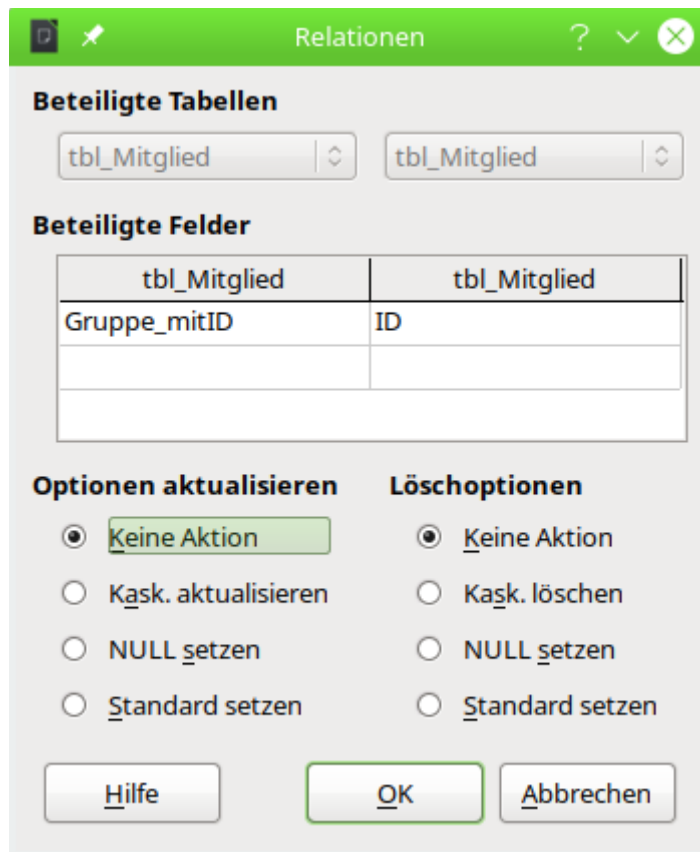 Relationen
Beteiligte Tabellen
tbl_Mitglied tbl_Mitglied
Beteiligte Felder
tbl_Mitglied tbl_Mitglied
Gruppe_mitID ID
Optionen aktualisieren Löschoptionen
Keine Aktion Keine Aktion
Kask. aktualisieren Kask. löschen
NULL setzen NULL setzen
Standard setzen Standard setzen
Hilfe OK Abbrechen